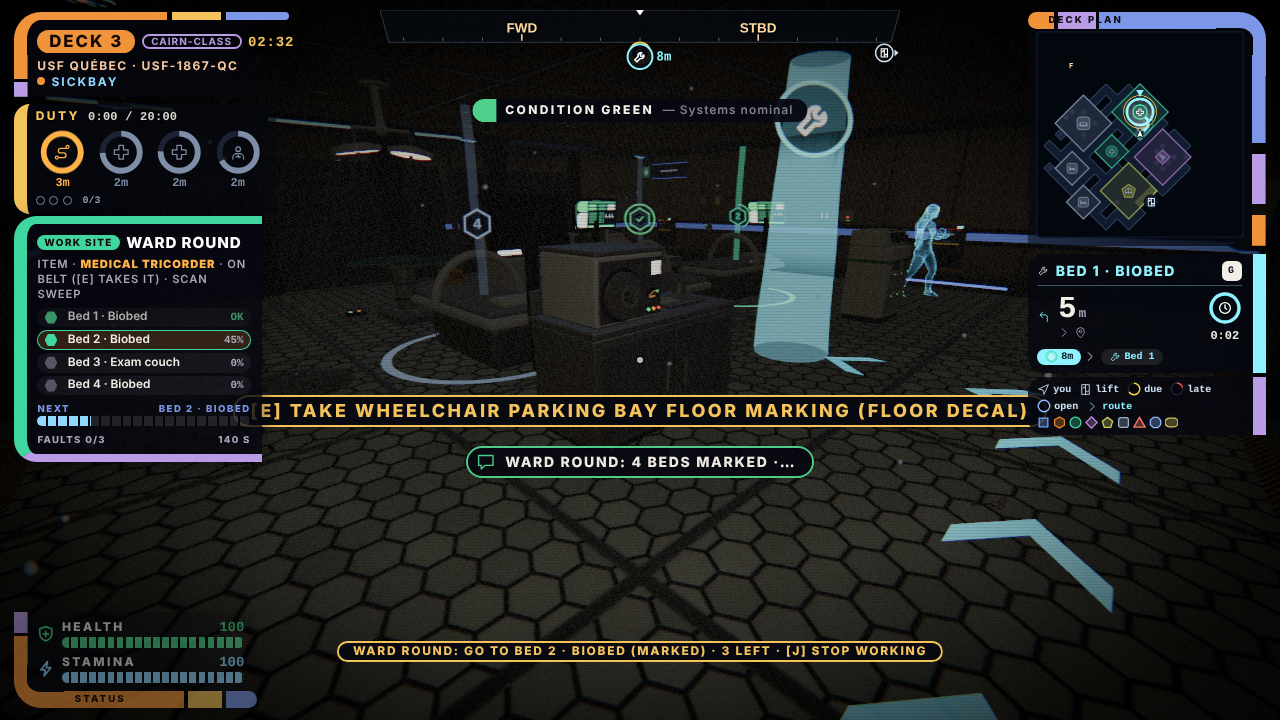 DECK 3
CAIRN-CLASS
02:32
USF QUÉBEC · USF-1867-QC
SICKBAY
DUTY 0:00 / 20:00
3m
2m
2m
2m
0/3
WORK SITE
WARD ROUND
ITEM · MEDICAL TRICORDER · ON
BELT ([E] TAKES IT) · SCAN
SWEEP
Bed 1 · Biobed OK
Bed 2 · Biobed 45%
Bed 3 · Exam couch 0%
Bed 4 · Biobed 0%
NEXT BED 2 · BIOBED
FAULTS 0/3 140 S
FWD STBD
8m
CONDITION GREEN — Systems nominal
4
2
[E] TAKE WHEELCHAIR PARKING BAY FLOOR MARKING (FLOOR DECAL)
WARD ROUND: 4 BEDS MARKED ·…
WARD ROUND: GO TO BED 2 · BIOBED (MARKED) · 3 LEFT · [J] STOP WORKING
DECK PLAN
F
BED 1 · BIOBED
G
5 m
0:02
8m
Bed 1
you lift due late
open route
HEALTH 100
STAMINA 100
STATUS